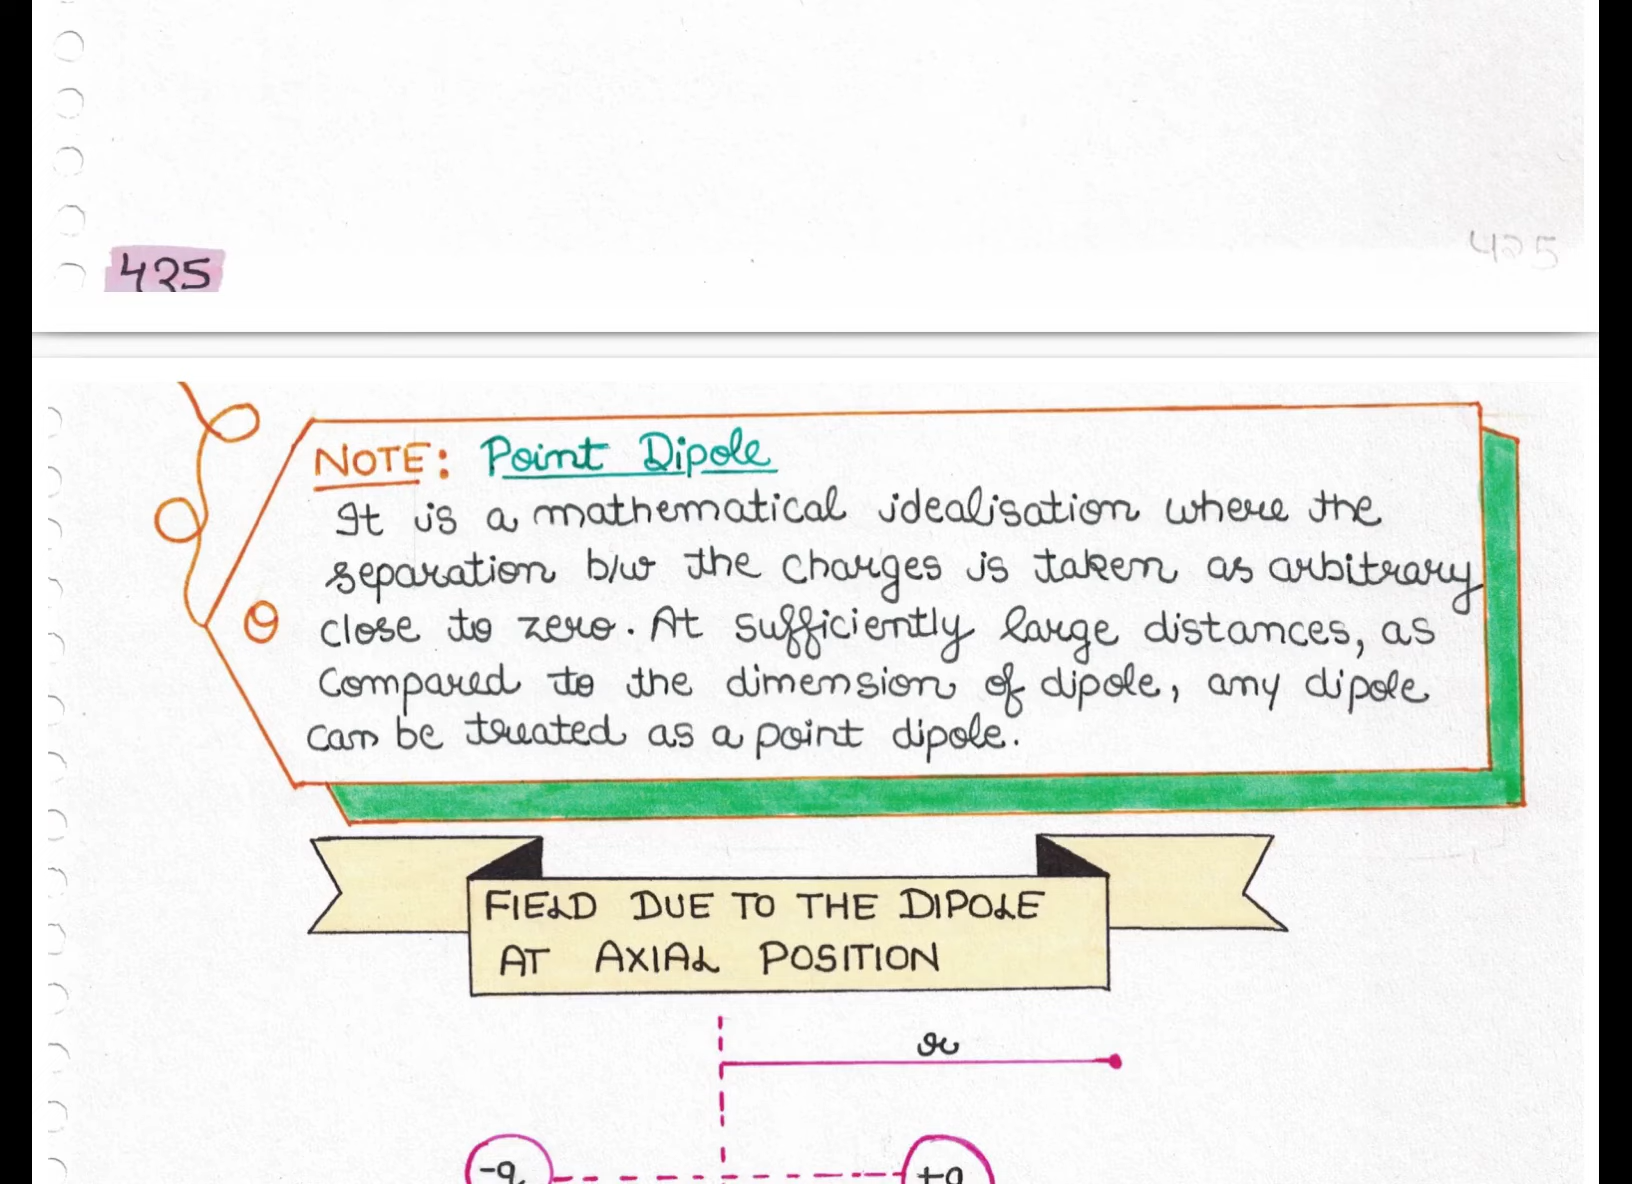 425
425
NOTE: Point Dipole
It is a mathematical idealisation where the
separation b/w the charges is taken as arbitrary
close to zero. At sufficiently large distances, as
compared to the dimension of dipole, any dipole
can be treated as a point dipole.
FIELD DUE TO THE DIPOLE
AT AXIAL POSITION
r
-q
+q